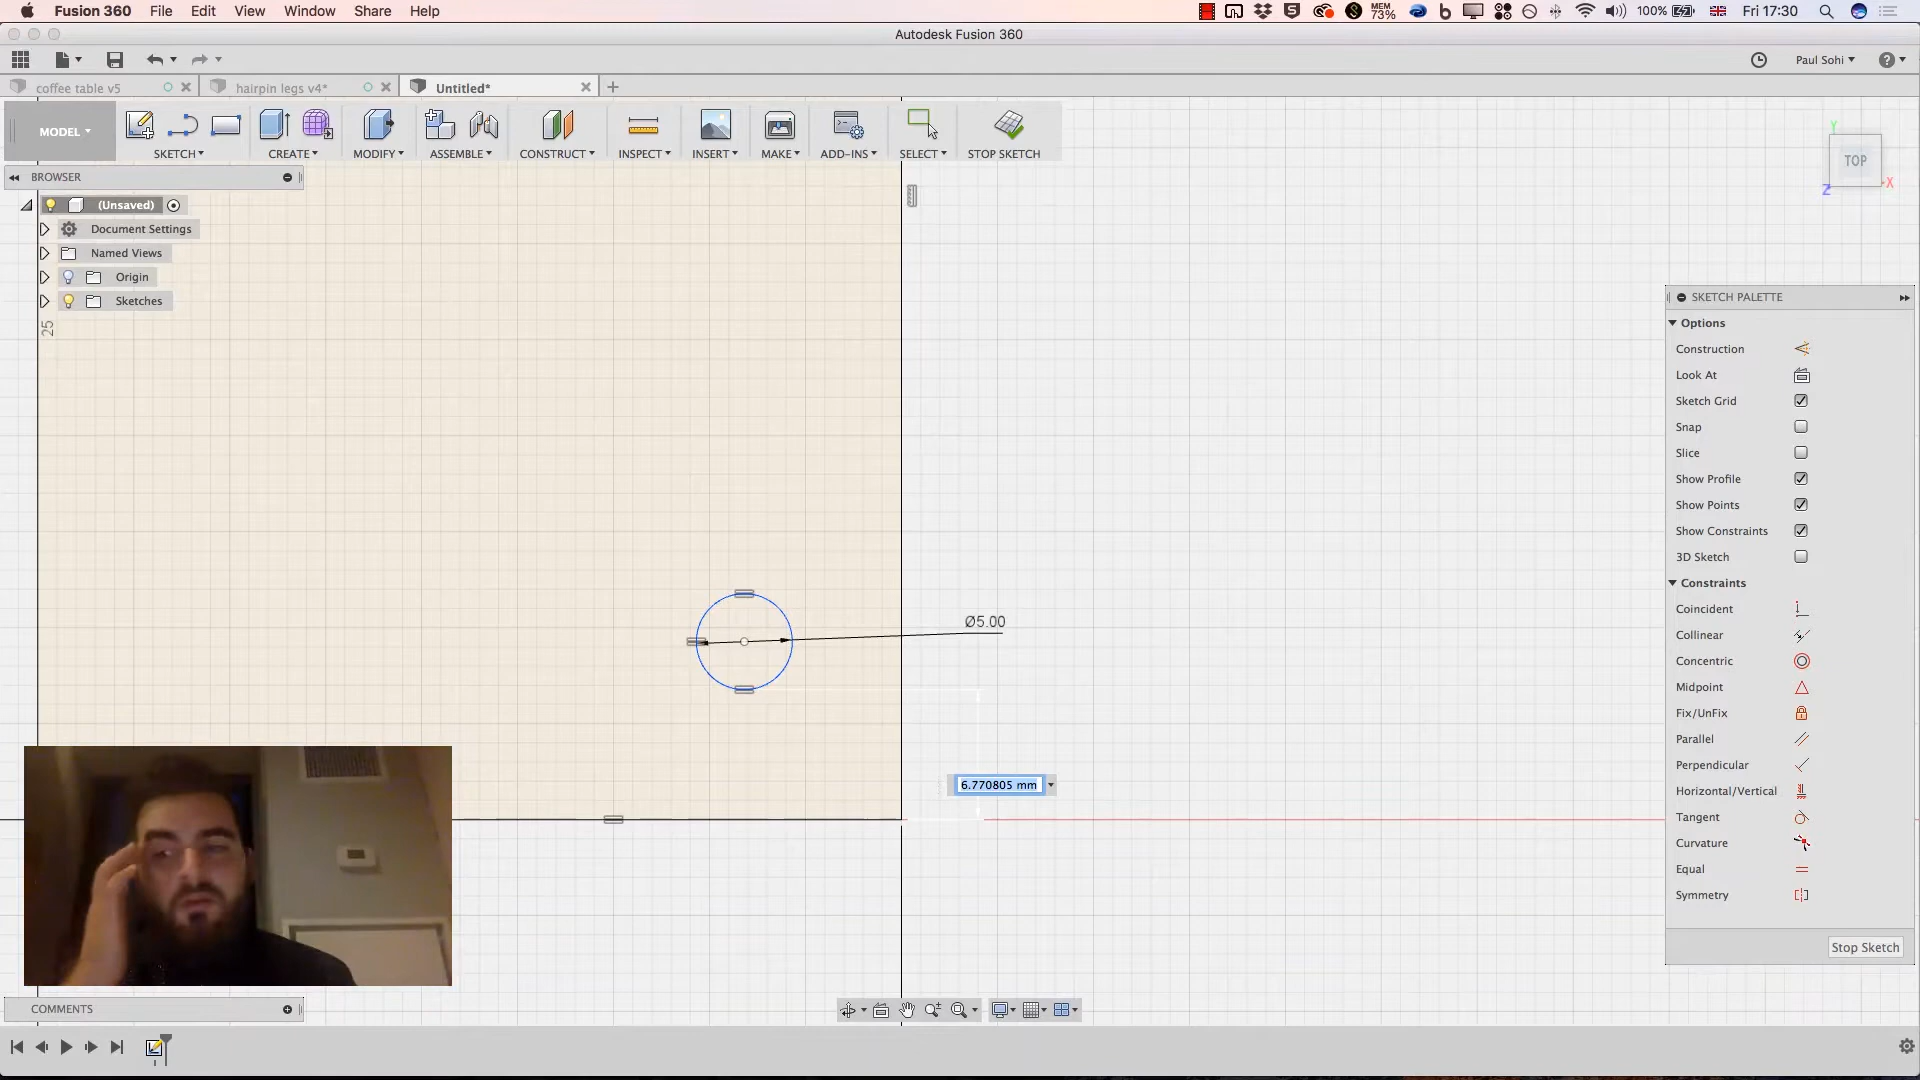 Fusion 360 File Edit View Window Share Help
MEM 73% 100% Fri 17:30
Autodesk Fusion 360
Paul Sohi
coffee table v5 hairpin legs v4* Untitled*
MODEL SKETCH CREATE MODIFY ASSEMBLE CONSTRUCT INSPECT INSERT MAKE ADD-INS SELECT STOP SKETCH
BROWSER
(Unsaved)
Document Settings
Named Views
Origin
Sketches
25
Y
TOP
X
Z
Ø5.00
6.770805 mm
SKETCH PALETTE
Options
Construction
Look At
Sketch Grid
Snap
Slice
Show Profile
Show Points
Show Constraints
3D Sketch
Constraints
Coincident
Collinear
Concentric
Midpoint
Fix/UnFix
Parallel
Perpendicular
Horizontal/Vertical
Tangent
Curvature
Equal
Symmetry
Stop Sketch
COMMENTS